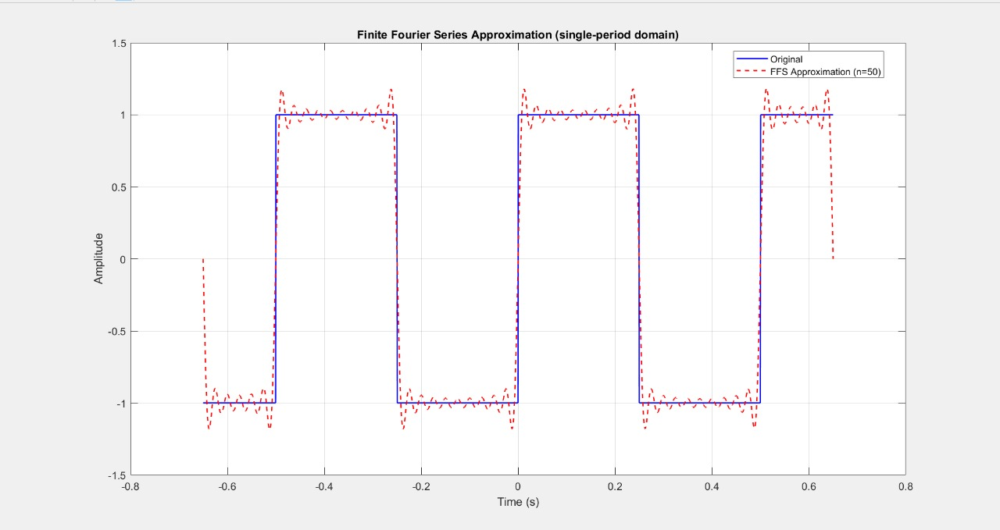 Finite Fourier Series Approximation (single-period domain)
Original
FFS Approximation (n=50)
1.5
1
0.5
0
-0.5
-1
-1.5
Amplitude
-0.8 -0.6 -0.4 -0.2 0 0.2 0.4 0.6 0.8
Time (s)